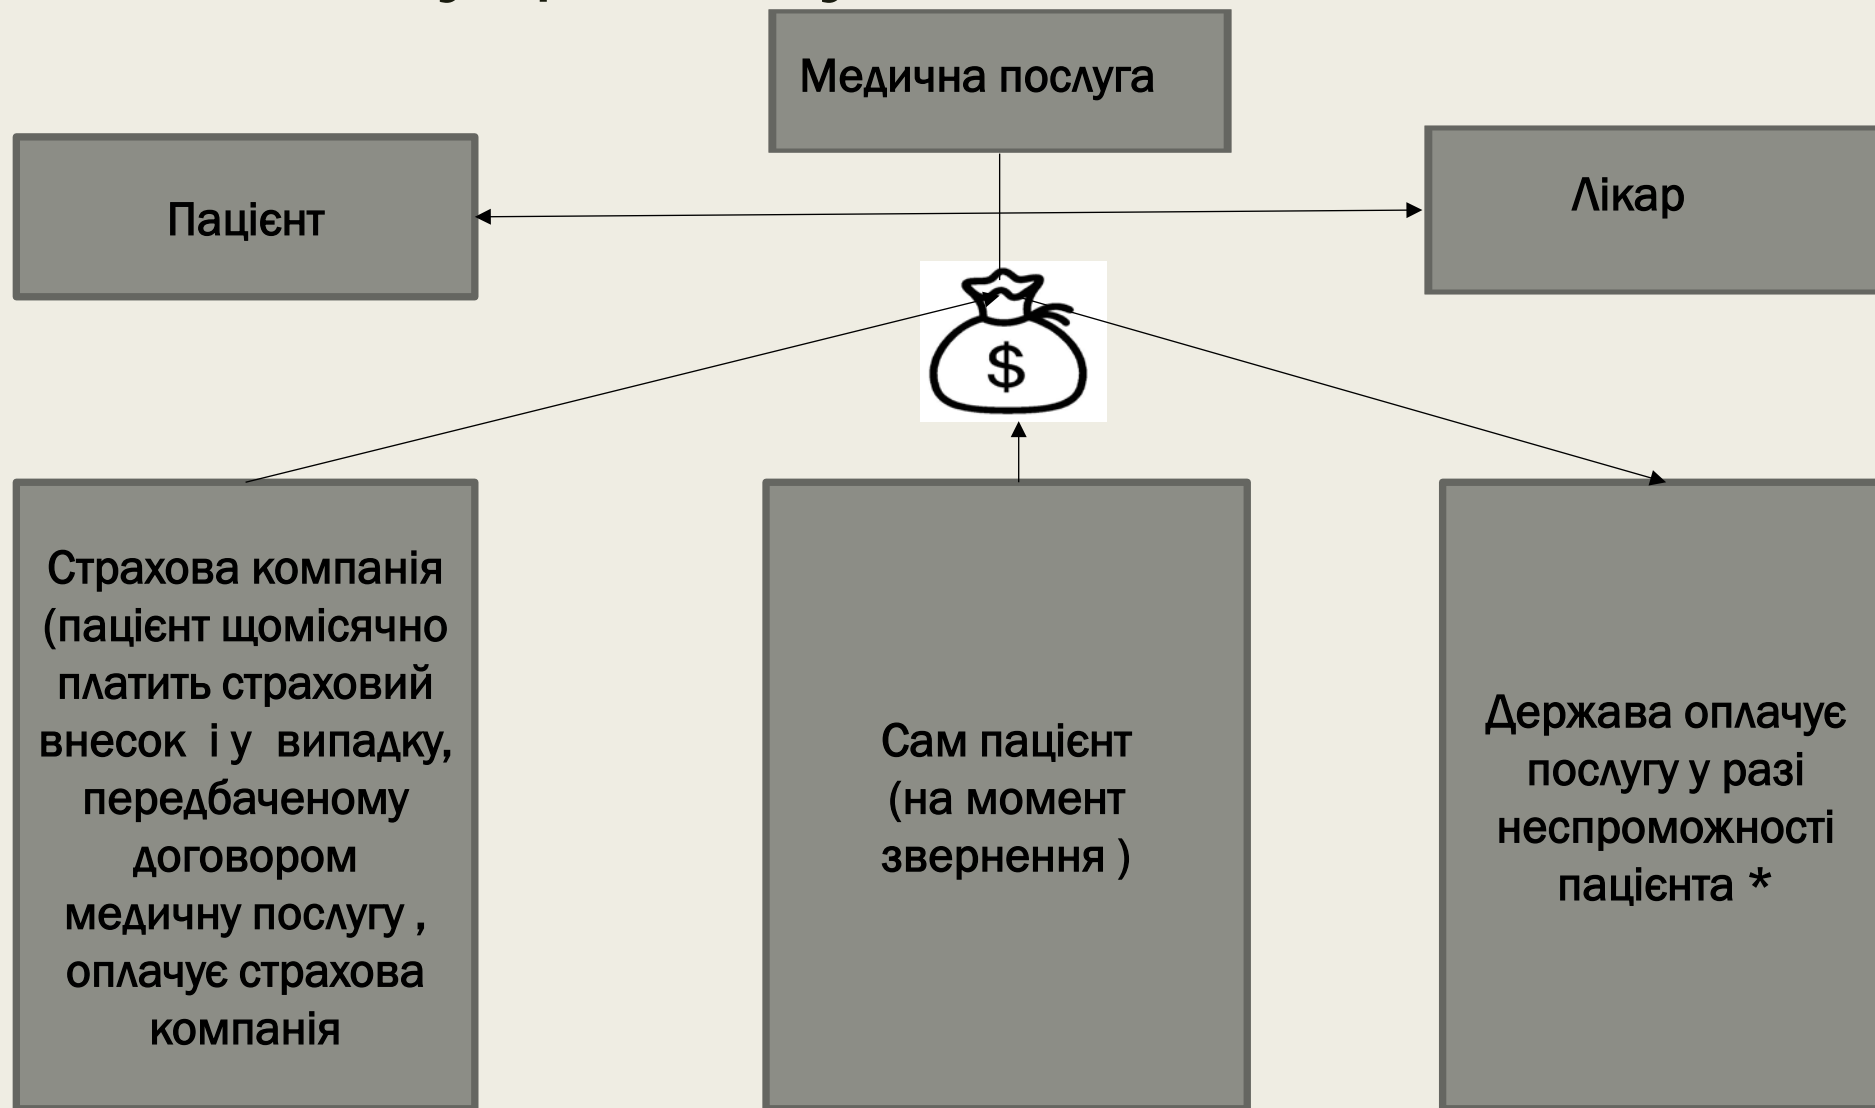 Медична послуга
Пацієнт
Лікар
$
Страхова компанія
(пацієнт щомісячно
платить страховий
внесок і у випадку,
передбаченому
договором
медичну послугу ,
оплачує страхова
компанія
Сам пацієнт
(на момент
звернення )
Держава оплачує
послугу у разі
неспроможності
пацієнта *